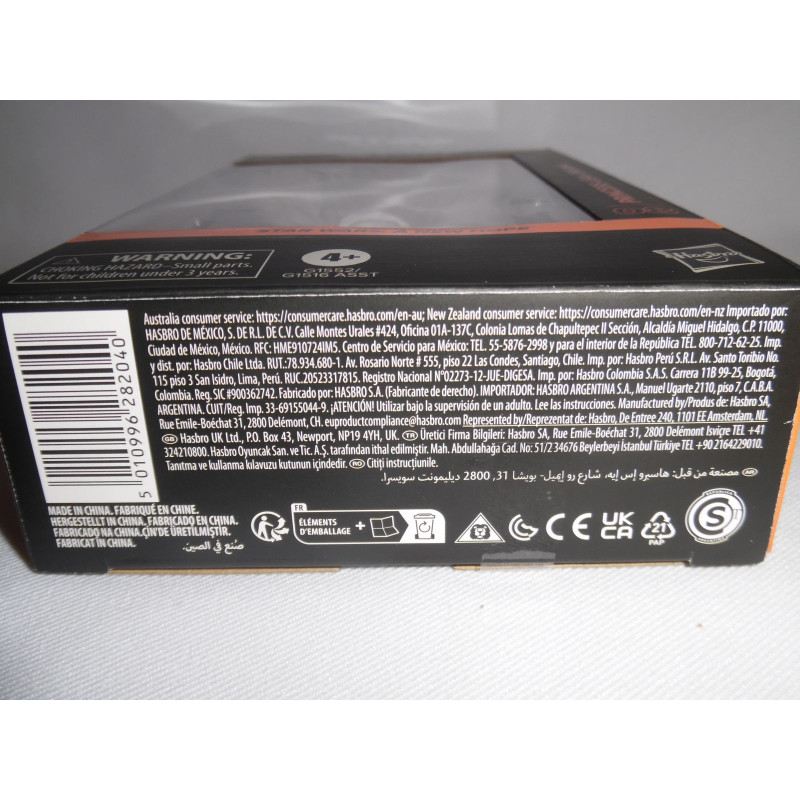 STAR WARS: A NEW HOPE
WARNING:
CHOKING HAZARD—Small parts.
Not for children under 3 years.
4+
G1552/
G1516 ASST
Hasbro
Australia consumer service: https://consumercare.hasbro.com/en-au; New Zealand consumer service: https://consumercare.hasbro.com/en-nz Importado por:
HASBRO DE MÉXICO, S. DE R.L. DE C.V. Calle Montes Urales #424, Oficina 01A-137C, Colonia Lomas de Chapultepec II Sección, Alcaldía Miguel Hidalgo, C.P. 11000,
Ciudad de México, México. RFC: HME910724IM5. Centro de Servicio para México. TEL. 55-5876-2998 y para el interior de la República TEL. 800-712-62-25. Imp.
y dist. por: Hasbro Chile Ltda. RUT:78.934.680-1. Av. Rosario Norte # 555, piso 22 Las Condes, Santiago, Chile. Imp. por: Hasbro Perú S.R.L. Av. Santo Toribio No.
115 piso 3 San Isidro, Lima, Perú. RUC.20523317815. Registro Nacional N°02273-12-JUE-DIGESA. Imp. por: Hasbro Colombia S.A.S. Carrera 11B 99-25, Bogotá,
Colombia. Reg. SIC #900362742. Fabricado por: HASBRO S.A. (Fabricante de derecho). IMPORTADOR: HASBRO ARGENTINA S.A., Manuel Ugarte 2110, piso 7, C.A.B.A.
ARGENTINA. CUIT/Reg. Imp. 33-69155044-9. ¡ATENCIÓN! Utilizar bajo la supervisión de un adulto. Lee las instrucciones. Manufactured by/Produs de: Hasbro SA,
Rue Emile-Boéchat 31, 2800 Delémont, CH. euproductcompliance@hasbro.com Represented by/Reprezentat de: Hasbro, De Entree 240, 1101 EE Amsterdam, NL.
GB Hasbro UK Ltd., P.O. Box 43, Newport, NP19 4YH, UK. TR Üretici Firma Bilgileri: Hasbro SA, Rue Emile-Boéchat 31, 2800 Delémont İsviçre TEL +41
324210800. Hasbro Oyuncak San. ve Tic. A.Ş. tarafından ithal edilmiştir. Mah. Abdullahağa Cad. No: 51/2 34676 Beylerbeyi İstanbul Türkiye TEL +90 2164229010.
Tanıtma ve kullanma kılavuzu kutunun içindedir. RO Citiți instrucțiunile.
AR مصنعة من قبل: هاسبرو إس إيه، شارع رو إميل- بويشا 31, 2800 ديليمونت سويسرا.
5 010996 282040
MADE IN CHINA. FABRIQUÉ EN CHINE.
HERGESTELLT IN CHINA. FABRICADO EN CHINA.
FABRICADO NA CHINA.ÇİN'DE ÜRETİLMİŞTİR.
FABRICAT ÎN CHINA.
صُنع في الصين.
FR
ÉLÉMENTS
D'EMBALLAGE
+
CE
UK
CA
21
PAP
S